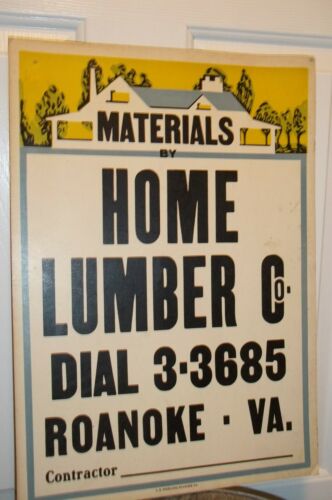 MATERIALS
BY
HOME
LUMBER Co.
DIAL 3-3685
ROANOKE · VA.
Contractor